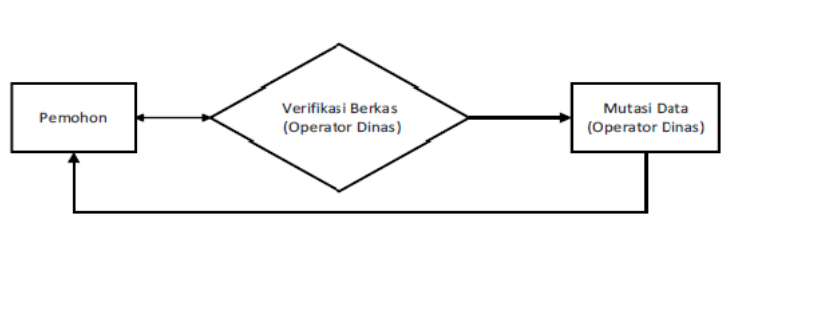 Pemohon
Verifikasi Berkas
(Operator Dinas)
Mutasi Data
(Operator Dinas)